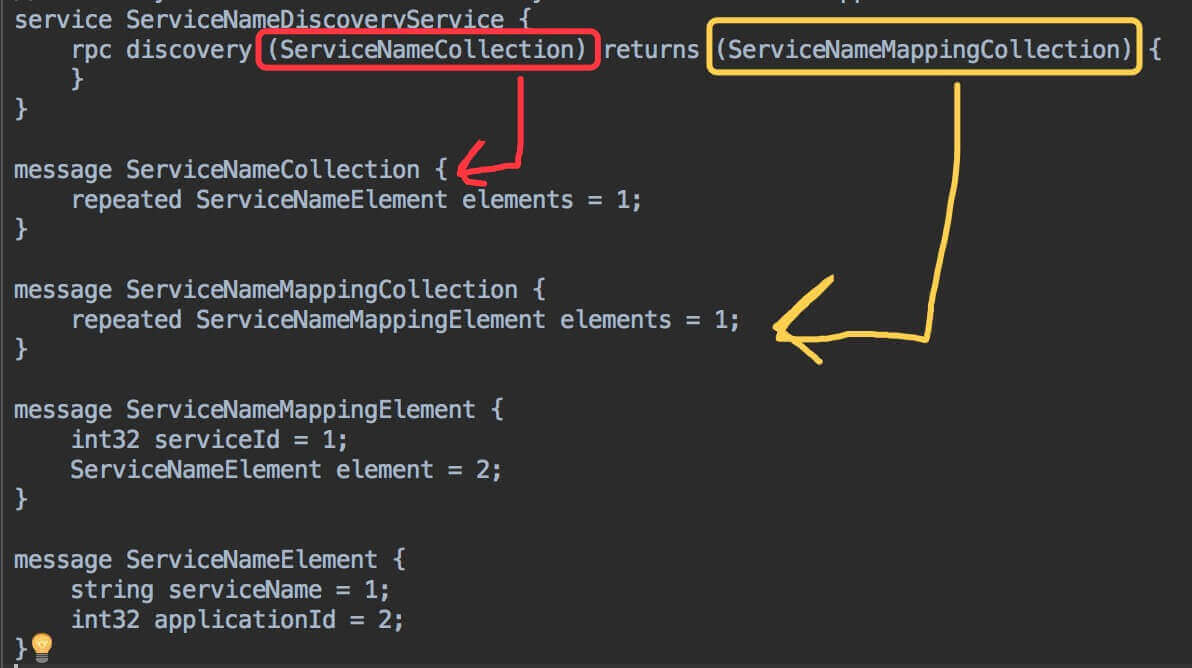 service ServiceNameDiscoveryService {
    rpc discovery (ServiceNameCollection) returns (ServiceNameMappingCollection) {
    }
}

message ServiceNameCollection {
    repeated ServiceNameElement elements = 1;
}

message ServiceNameMappingCollection {
    repeated ServiceNameMappingElement elements = 1;
}

message ServiceNameMappingElement {
    int32 serviceId = 1;
    ServiceNameElement element = 2;
}

message ServiceNameElement {
    string serviceName = 1;
    int32 applicationId = 2;
}